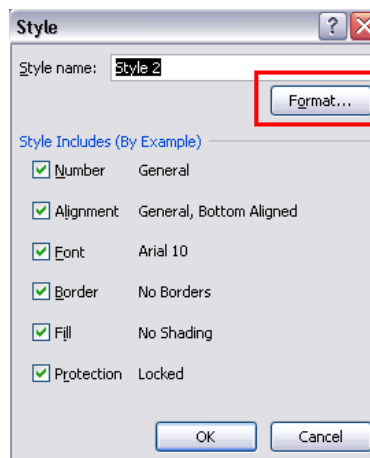 Style
Style name: Style 2
Format...
Style Includes (By Example)
Number General
Alignment General, Bottom Aligned
Font Arial 10
Border No Borders
Fill No Shading
Protection Locked
OK Cancel